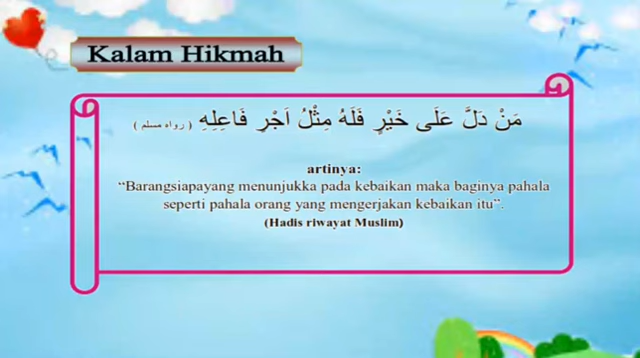 Kalam Hikmah
مَنْ دَلَّ عَلَى خَيْرٍ فَلَهُ مِثْلُ اَجْرِ فَاعِلِهِ ( رواه مسلم )
artinya:
“Barangsiapayang menunjukka pada kebaikan maka baginya pahala
seperti pahala orang yang mengerjakan kebaikan itu”.
(Hadis riwayat Muslim)